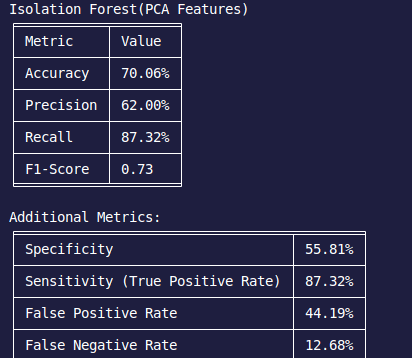 Isolation Forest(PCA Features)
Metric Value
Accuracy 70.06%
Precision 62.00%
Recall 87.32%
F1-Score 0.73
Additional Metrics:
Specificity 55.81%
Sensitivity (True Positive Rate) 87.32%
False Positive Rate 44.19%
False Negative Rate 12.68%